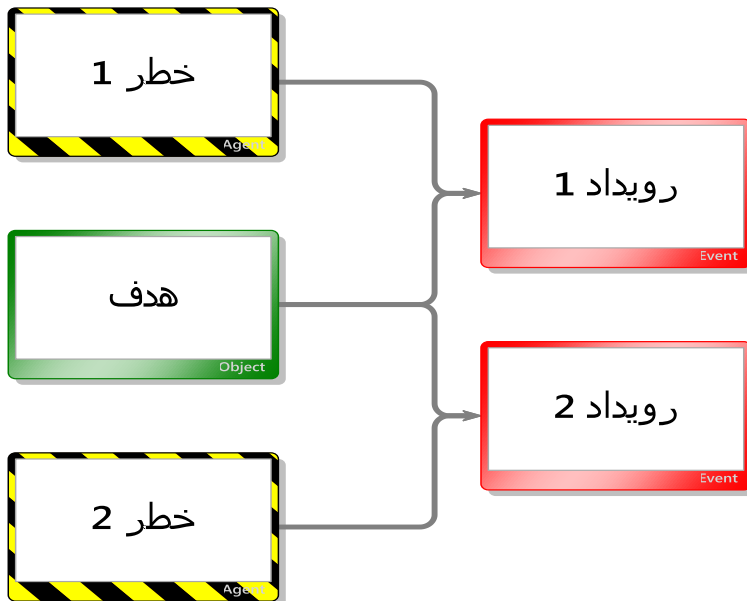 خطر 1
Agent
رویداد 1
Event
هدف
Object
رویداد 2
Event
خطر 2
Agent